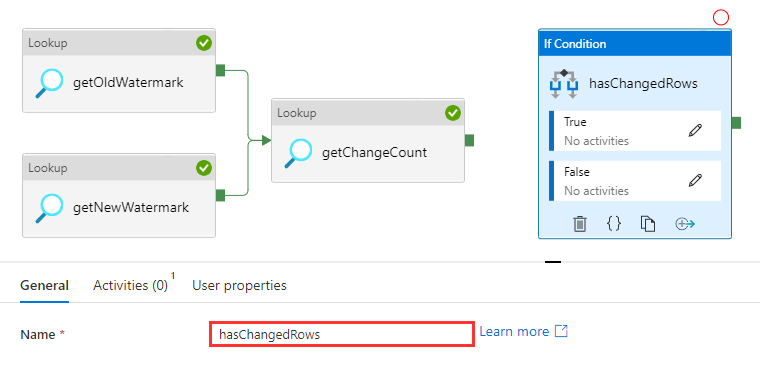 Lookup
getOldWatermark
Lookup
getNewWatermark
Lookup
getChangeCount
If Condition
hasChangedRows
True
No activities
False
No activities
{}
General
Activities (0) 1
User properties
Name *
hasChangedRows
Learn more